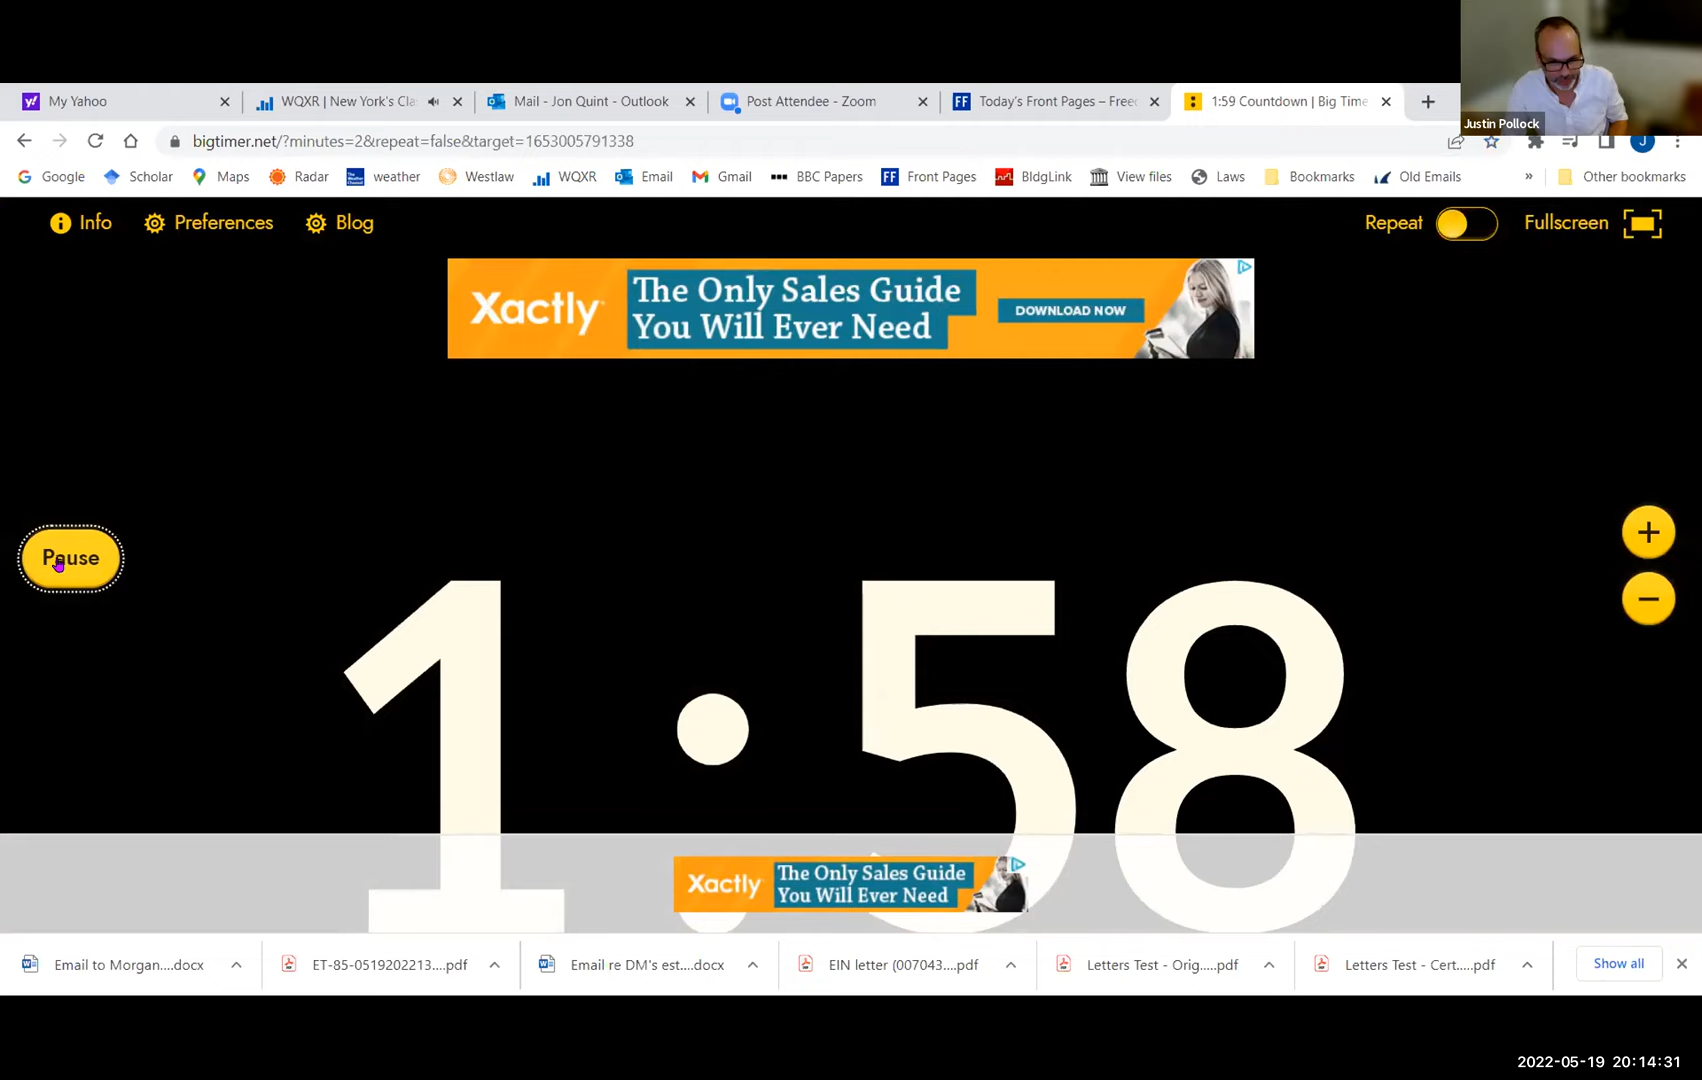 My Yahoo
WQXR | New York's Cla
Mail - Jon Quint - Outlook
Post Attendee - Zoom
Today's Front Pages – Free
1:59 Countdown | Big Time
Justin Pollock
bigtimer.net/?minutes=2&repeat=false&target=1653005791338
J
Google
Scholar
Maps
Radar
weather
Westlaw
WQXR
Email
Gmail
BBC Papers
Front Pages
BldgLink
View files
Laws
Bookmarks
Old Emails
»
Other bookmarks
Info
Preferences
Blog
Repeat
Fullscreen
Xactly
The Only Sales Guide
You Will Ever Need
DOWNLOAD NOW
Pause
+
−
1:58
Xactly
The Only Sales Guide
You Will Ever Need
Email to Morgan....docx
ET-85-0519202213....pdf
Email re DM's est....docx
EIN letter (007043....pdf
Letters Test - Orig.....pdf
Letters Test - Cert.....pdf
Show all
2022-05-19 20:14:31